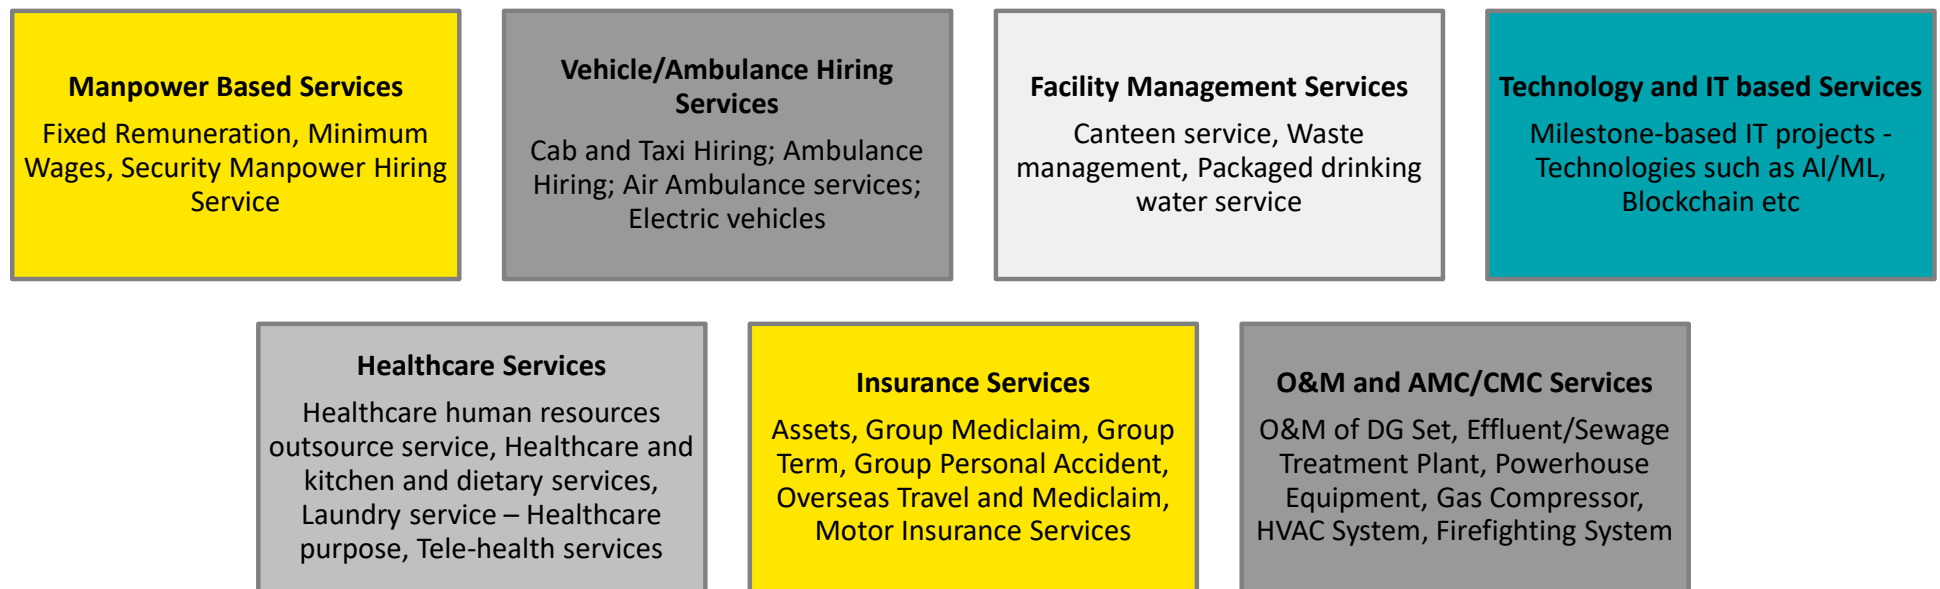 Manpower Based Services
Fixed Remuneration, Minimum
Wages, Security Manpower Hiring
Service
Vehicle/Ambulance Hiring
Services
Cab and Taxi Hiring; Ambulance
Hiring; Air Ambulance services;
Electric vehicles
Facility Management Services
Canteen service, Waste
management, Packaged drinking
water service
Technology and IT based Services
Milestone-based IT projects -
Technologies such as AI/ML,
Blockchain etc
Healthcare Services
Healthcare human resources
outsource service, Healthcare and
kitchen and dietary services,
Laundry service – Healthcare
purpose, Tele-health services
Insurance Services
Assets, Group Mediclaim, Group
Term, Group Personal Accident,
Overseas Travel and Mediclaim,
Motor Insurance Services
O&M and AMC/CMC Services
O&M of DG Set, Effluent/Sewage
Treatment Plant, Powerhouse
Equipment, Gas Compressor,
HVAC System, Firefighting System